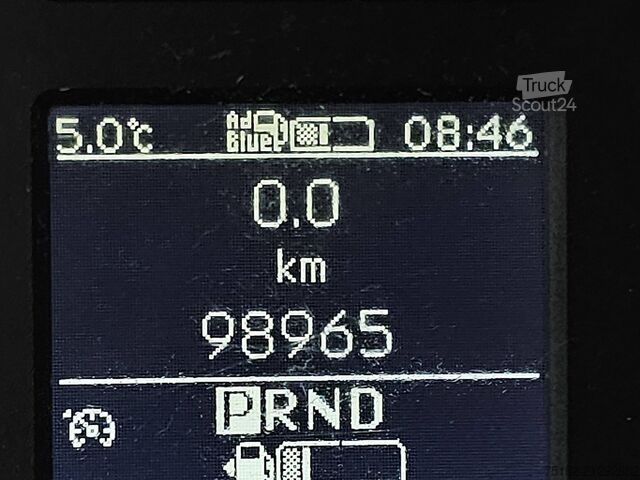 Truck
Scout24
5.0°C Ad Blue 08:46
0.0
km
98965
PRND